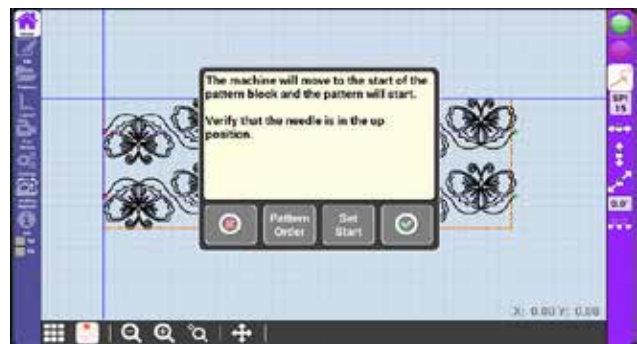 The machine will move to the start of the
pattern block and the pattern will start.
Verify that the needle is in the up
position.
Pattern
Order
Set
Start
SPI
15
0.0°
X: 0.00 Y: 0.00